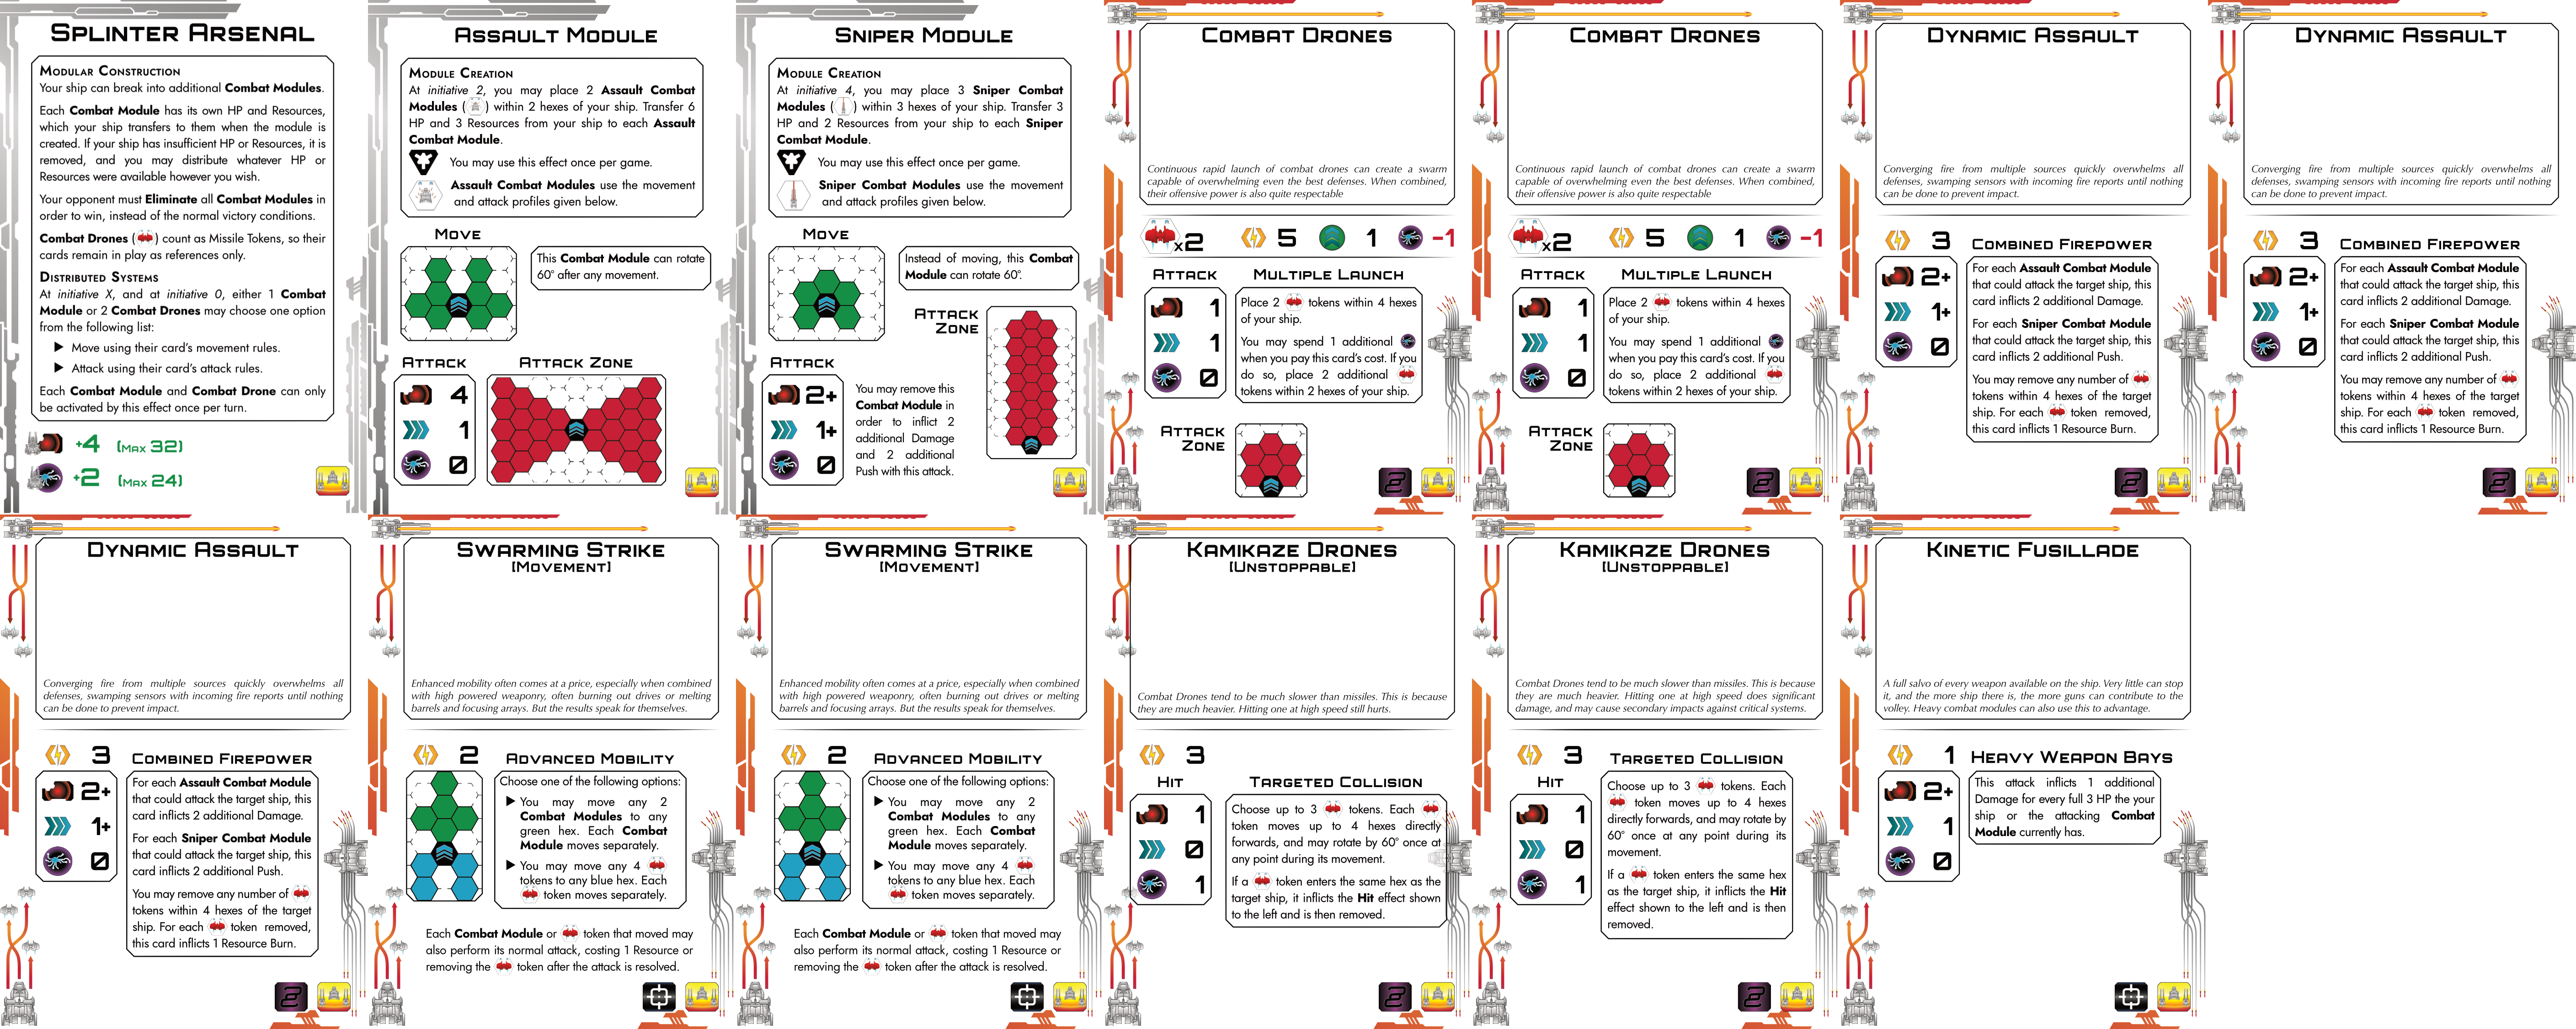 SPLINTER ARSENAL
MODULAR CONSTRUCTION
Your ship can break into additional Combat Modules.
Each Combat Module has its own HP and Resources,
which your ship transfers to them when the module is
created. If your ship has insufficient HP or Resources, it is
removed, and you may distribute whatever HP or
Resources were available however you wish.
Your opponent must Eliminate all Combat Modules in
order to win, instead of the normal victory conditions.
Combat Drones ( ) count as Missile Tokens, so their
cards remain in play as references only.
DISTRIBUTED SYSTEMS
At initiative X, and at initiative 0, either 1 Combat
Module or 2 Combat Drones may choose one option
from the following list:
Move using their card's movement rules.
Attack using their card's attack rules.
Each Combat Module and Combat Drone can only
be activated by this effect once per turn.
+4 (MAX 32)
+2 (MAX 24)
ASSAULT MODULE
MODULE CREATION
At initiative 2, you may place 2 Assault Combat
Modules ( ) within 2 hexes of your ship. Transfer 6
HP and 3 Resources from your ship to each Assault
Combat Module.
You may use this effect once per game.
Assault Combat Modules use the movement
and attack profiles given below.
MOVE
This Combat Module can rotate
60° after any movement.
ATTACK
4
1
0
ATTACK ZONE
SNIPER MODULE
MODULE CREATION
At initiative 4, you may place 3 Sniper Combat
Modules ( ) within 3 hexes of your ship. Transfer 3
HP and 2 Resources from your ship to each Sniper
Combat Module.
You may use this effect once per game.
Sniper Combat Modules use the movement
and attack profiles given below.
MOVE
Instead of moving, this Combat
Module can rotate 60°.
ATTACK
ZONE
ATTACK
2+
1+
0
You may remove this
Combat Module in
order to inflict 2
additional Damage
and 2 additional
Push with this attack.
COMBAT DRONES
Continuous rapid launch of combat drones can create a swarm
capable of overwhelming even the best defenses. When combined,
their offensive power is also quite respectable
x2 5 1 -1
ATTACK
1
1
0
MULTIPLE LAUNCH
Place 2 tokens within 4 hexes
of your ship.
You may spend 1 additional
when you pay this card's cost. If you
do so, place 2 additional
tokens within 2 hexes of your ship.
ATTACK
ZONE
2
COMBAT DRONES
Continuous rapid launch of combat drones can create a swarm
capable of overwhelming even the best defenses. When combined,
their offensive power is also quite respectable
x2 5 1 -1
ATTACK
1
1
0
MULTIPLE LAUNCH
Place 2 tokens within 4 hexes
of your ship.
You may spend 1 additional
when you pay this card's cost. If you
do so, place 2 additional
tokens within 2 hexes of your ship.
ATTACK
ZONE
2
DYNAMIC ASSAULT
Converging fire from multiple sources quickly overwhelms all
defenses, swamping sensors with incoming fire reports until nothing
can be done to prevent impact.
3
2+
1+
0
COMBINED FIREPOWER
For each Assault Combat Module
that could attack the target ship, this
card inflicts 2 additional Damage.
For each Sniper Combat Module
that could attack the target ship, this
card inflicts 2 additional Push.
You may remove any number of
tokens within 4 hexes of the target
ship. For each token removed,
this card inflicts 1 Resource Burn.
2
DYNAMIC ASSAULT
Converging fire from multiple sources quickly overwhelms all
defenses, swamping sensors with incoming fire reports until nothing
can be done to prevent impact.
3
2+
1+
0
COMBINED FIREPOWER
For each Assault Combat Module
that could attack the target ship, this
card inflicts 2 additional Damage.
For each Sniper Combat Module
that could attack the target ship, this
card inflicts 2 additional Push.
You may remove any number of
tokens within 4 hexes of the target
ship. For each token removed,
this card inflicts 1 Resource Burn.
2
DYNAMIC ASSAULT
Converging fire from multiple sources quickly overwhelms all
defenses, swamping sensors with incoming fire reports until nothing
can be done to prevent impact.
3
2+
1+
0
COMBINED FIREPOWER
For each Assault Combat Module
that could attack the target ship, this
card inflicts 2 additional Damage.
For each Sniper Combat Module
that could attack the target ship, this
card inflicts 2 additional Push.
You may remove any number of
tokens within 4 hexes of the target
ship. For each token removed,
this card inflicts 1 Resource Burn.
2
SWARMING STRIKE
[MOVEMENT]
Enhanced mobility often comes at a price, especially when combined
with high powered weaponry, often burning out drives or melting
barrels and focusing arrays. But the results speak for themselves.
2
ADVANCED MOBILITY
Choose one of the following options:
You may move any 2
Combat Modules to any
green hex. Each Combat
Module moves separately.
You may move any 4
tokens to any blue hex. Each
token moves separately.
Each Combat Module or token that moved may
also perform its normal attack, costing 1 Resource or
removing the token after the attack is resolved.
SWARMING STRIKE
[MOVEMENT]
Enhanced mobility often comes at a price, especially when combined
with high powered weaponry, often burning out drives or melting
barrels and focusing arrays. But the results speak for themselves.
2
ADVANCED MOBILITY
Choose one of the following options:
You may move any 2
Combat Modules to any
green hex. Each Combat
Module moves separately.
You may move any 4
tokens to any blue hex. Each
token moves separately.
Each Combat Module or token that moved may
also perform its normal attack, costing 1 Resource or
removing the token after the attack is resolved.
KAMIKAZE DRONES
[UNSTOPPABLE]
Combat Drones tend to be much slower than missiles. This is because
they are much heavier. Hitting one at high speed still hurts.
3
HIT
1
0
1
TARGETED COLLISION
Choose up to 3 tokens. Each
token moves up to 4 hexes directly
forwards, and may rotate by 60° once at
any point during its movement.
If a token enters the same hex as the
target ship, it inflicts the Hit effect shown
to the left and is then removed.
2
KAMIKAZE DRONES
[UNSTOPPABLE]
Combat Drones tend to be much slower than missiles. This is because
they are much heavier. Hitting one at high speed does significant
damage, and may cause secondary impacts against critical systems.
3
HIT
1
0
1
TARGETED COLLISION
Choose up to 3 tokens. Each
token moves up to 4 hexes
directly forwards, and may rotate by
60° once at any point during its
movement.
If a token enters the same hex
as the target ship, it inflicts the Hit
effect shown to the left and is then
removed.
2
KINETIC FUSILLADE
A full salvo of every weapon available on the ship. Very little can stop
it, and the more ship there is, the more guns can contribute to the
volley. Heavy combat modules can also use this to advantage.
1
2+
1
0
HEAVY WEAPON BAYS
This attack inflicts 1 additional
Damage for every full 3 HP the your
ship or the attacking Combat
Module currently has.